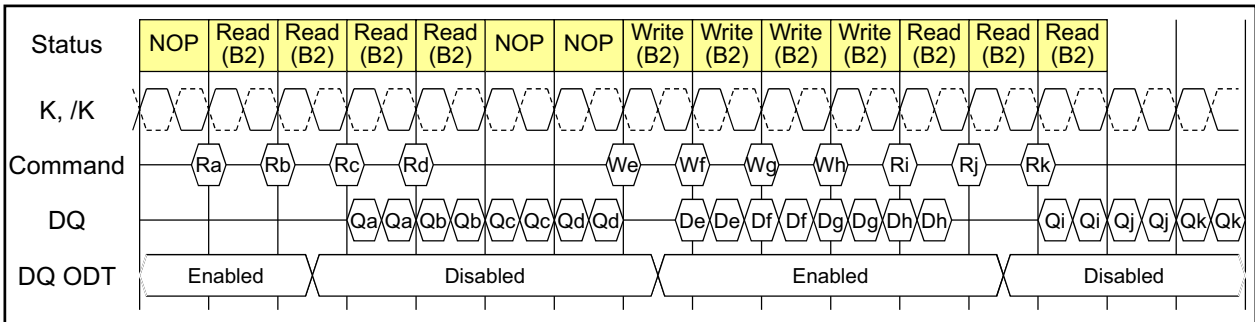 Status NOP Read Read Read Read NOP NOP Write Write Write Write Read Read Read
(B2) (B2) (B2) (B2) (B2) (B2) (B2) (B2) (B2) (B2) (B2)
K, /K
Command Ra Rb Rc Rd We Wf Wg Wh Ri Rj Rk
DQ Qa Qa Qb Qb Qc Qc Qd Qd De De Df Df Dg Dg Dh Dh Qi Qi Qj Qj Qk Qk
DQ ODT Enabled Disabled Enabled Disabled